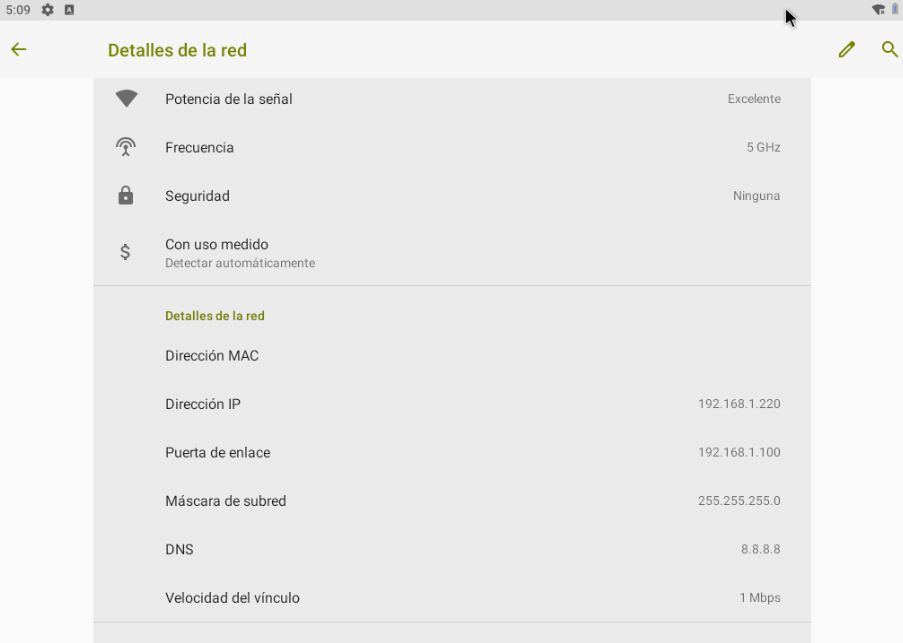 5:09
Detalles de la red
Potencia de la señal Excelente
Frecuencia 5 GHz
Seguridad Ninguna
Con uso medido
Detectar automáticamente
Detalles de la red
Dirección MAC
Dirección IP 192.168.1.220
Puerta de enlace 192.168.1.100
Máscara de subred 255.255.255.0
DNS 8.8.8.8
Velocidad del vínculo 1 Mbps